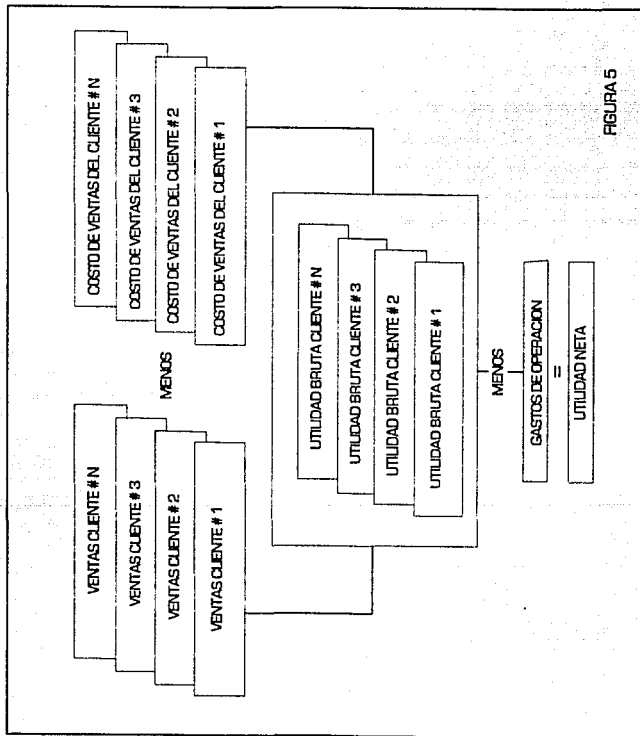 VENTAS CLIENTE # N
VENTAS CLIENTE # 3
VENTAS CLIENTE # 2
VENTAS CLIENTE # 1
MENOS
COSTO DE VENTAS DEL CLIENTE # N
COSTO DE VENTAS DEL CLIENTE # 3
COSTO DE VENTAS DEL CLIENTE # 2
COSTO DE VENTAS DEL CLIENTE # 1
UTILIDAD BRUTA CLIENTE # N
UTILIDAD BRUTA CLIENTE # 3
UTILIDAD BRUTA CLIENTE # 2
UTILIDAD BRUTA CLIENTE # 1
MENOS
GASTOS DE OPERACION
=
UTILIDAD NETA
FIGURA 5